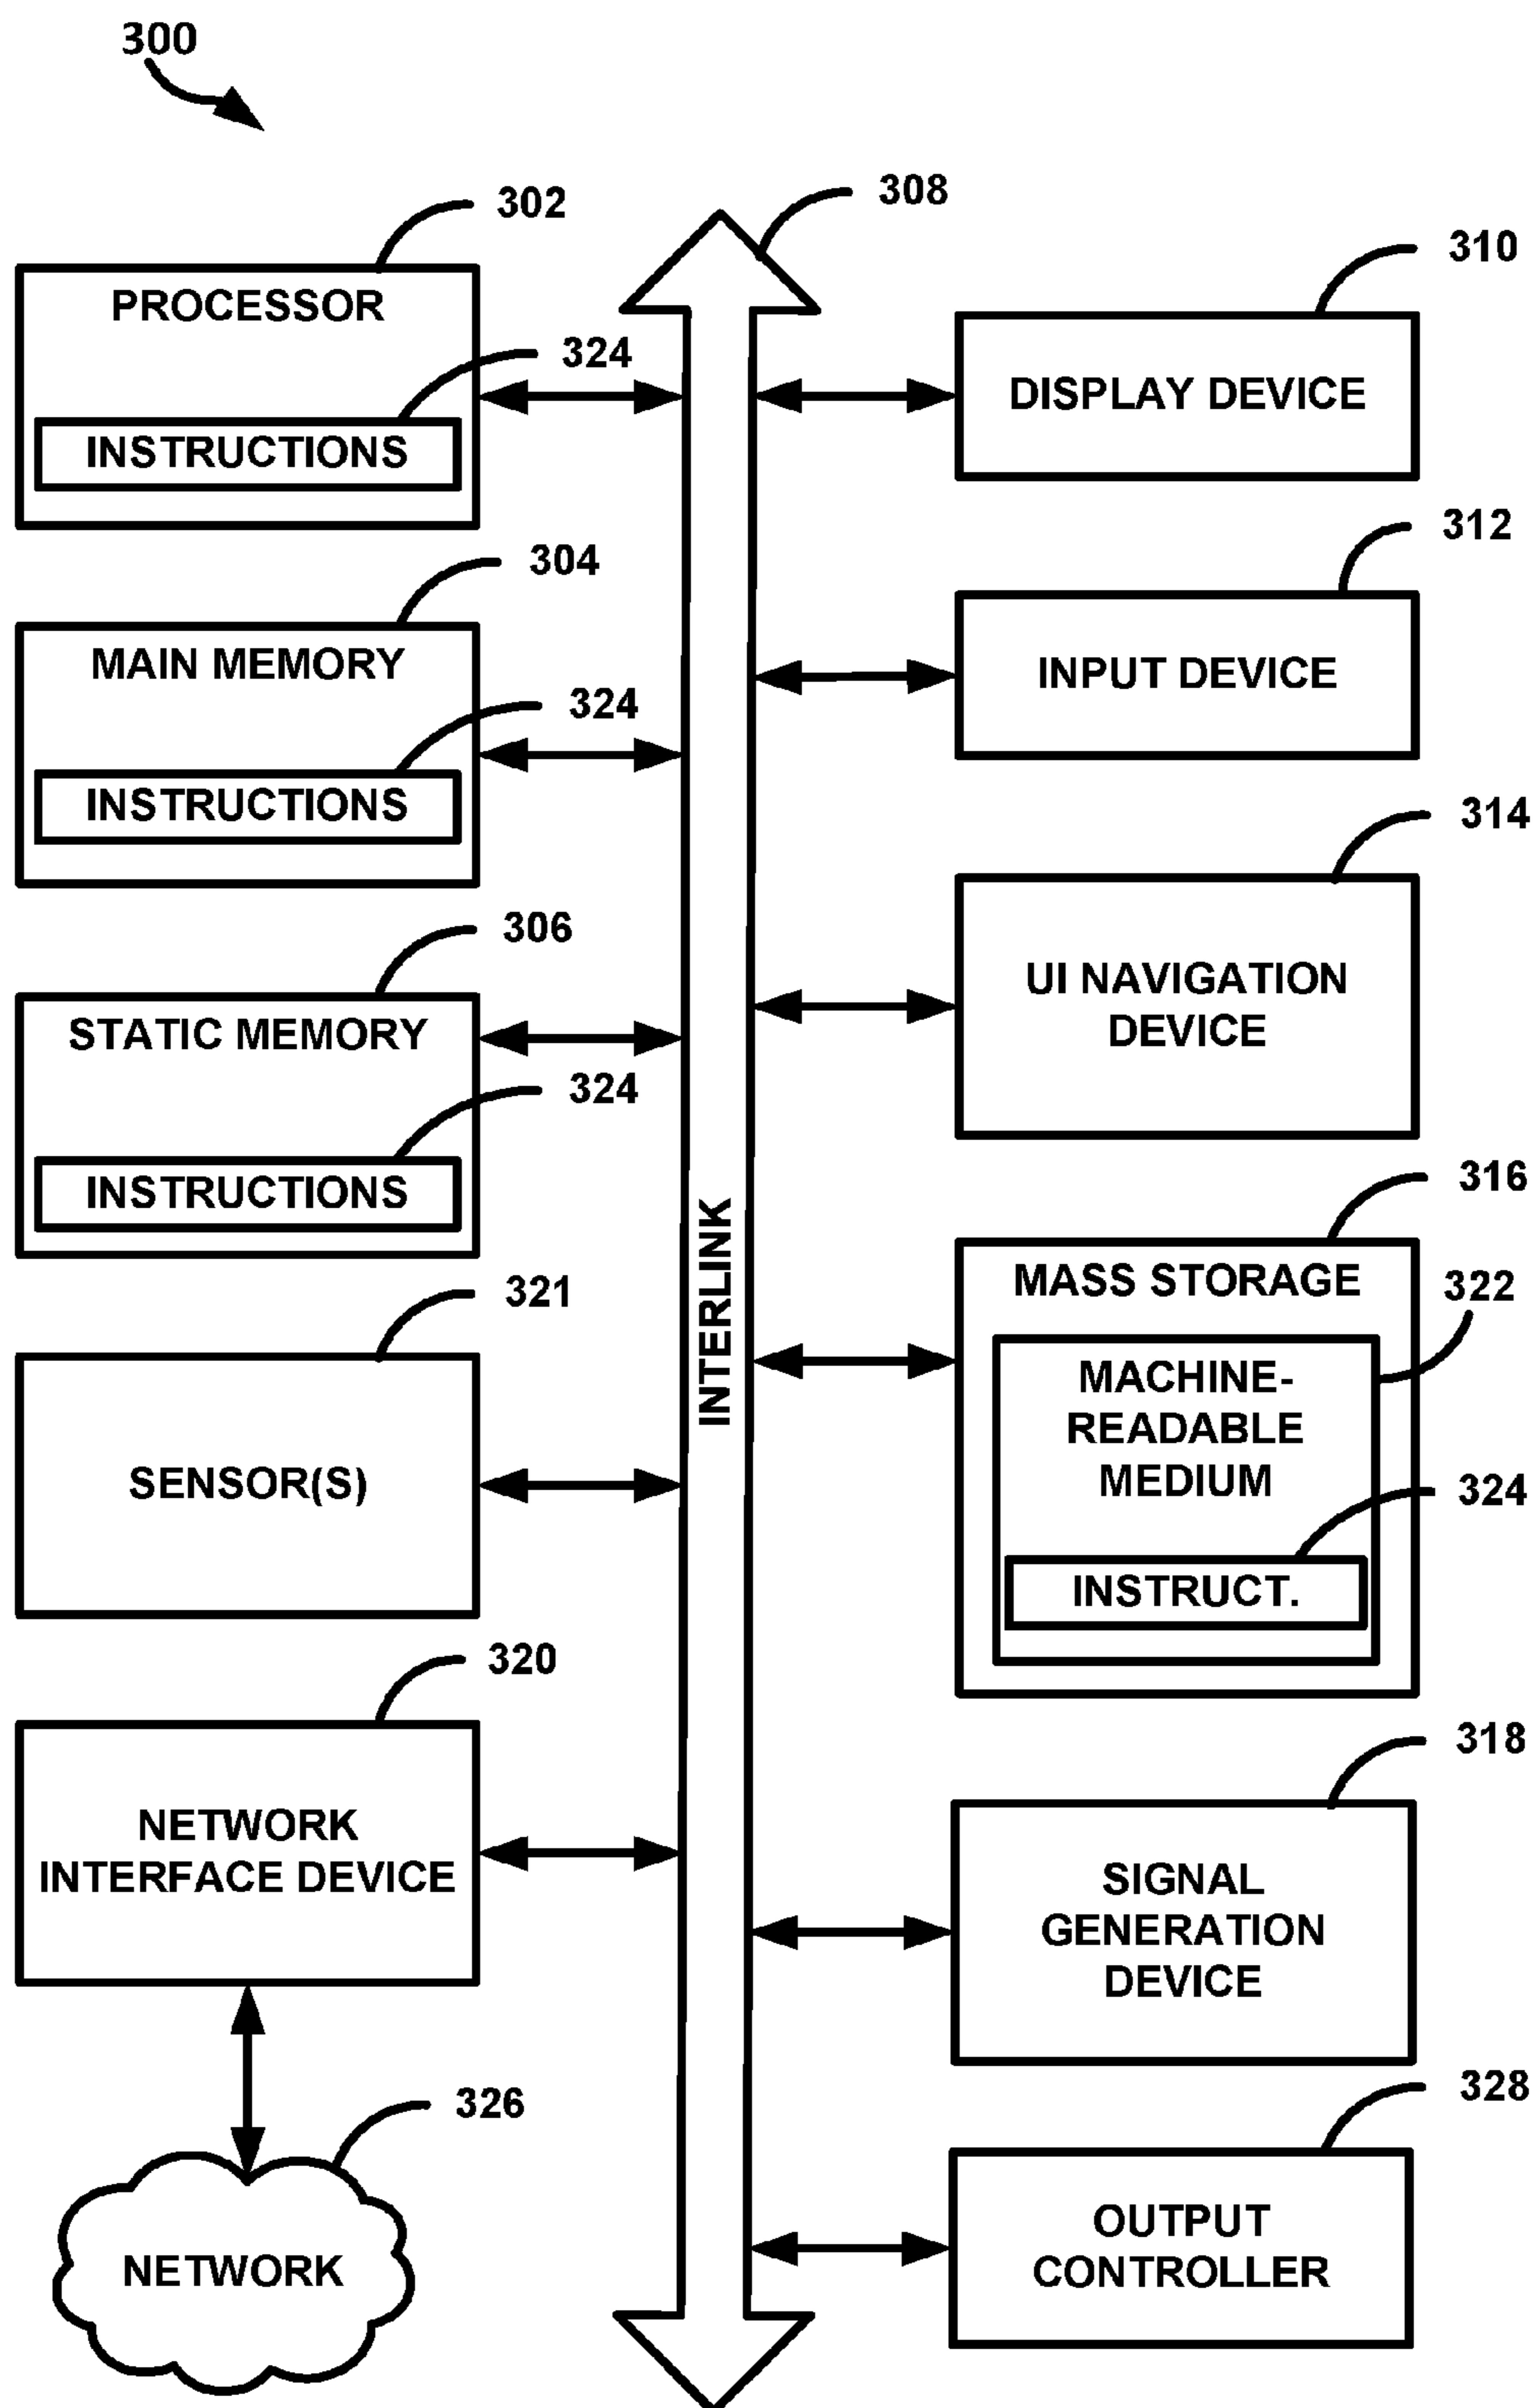 300
302
PROCESSOR
324
INSTRUCTIONS
304
MAIN MEMORY
324
INSTRUCTIONS
306
STATIC MEMORY
324
INSTRUCTIONS
321
SENSOR(S)
320
NETWORK
INTERFACE DEVICE
326
NETWORK
308
INTERLINK
310
DISPLAY DEVICE
312
INPUT DEVICE
314
UI NAVIGATION
DEVICE
316
MASS STORAGE
322
MACHINE-
READABLE
MEDIUM
324
INSTRUCT.
318
SIGNAL
GENERATION
DEVICE
328
OUTPUT
CONTROLLER